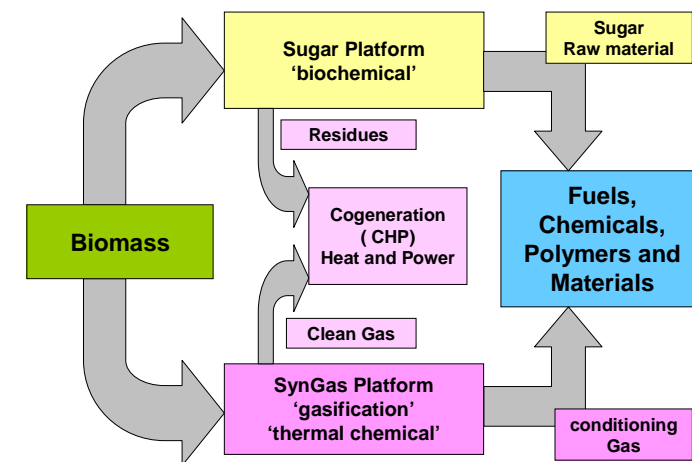 Sugar Platform
‘biochemical’
Sugar
Raw material
Residues
Biomass
Cogeneration
( CHP)
Heat and Power
Fuels,
Chemicals,
Polymers and
Materials
Clean Gas
SynGas Platform
‘gasification’
‘thermal chemical’
conditioning
Gas